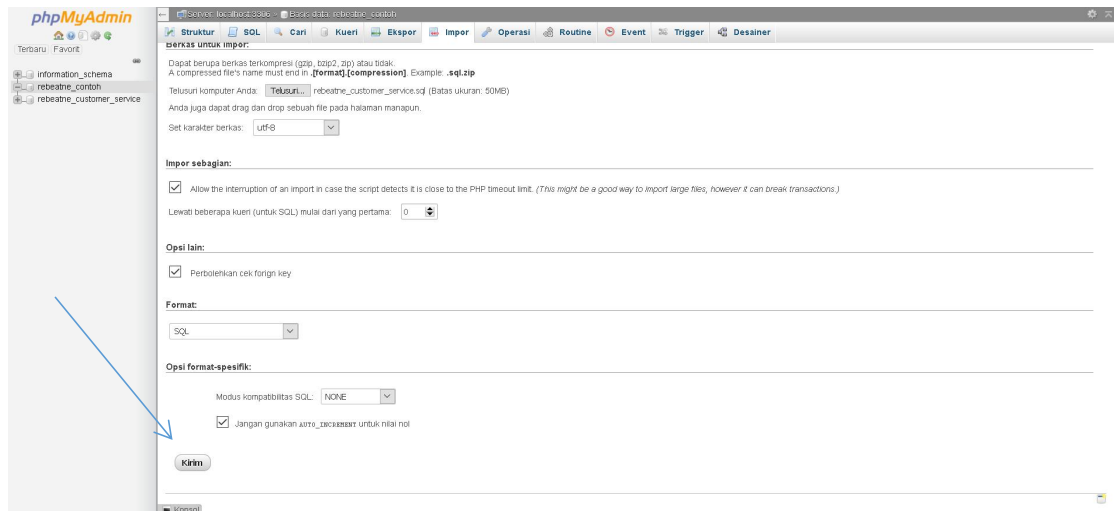 phpMyAdmin
Terbaru Favorit
information_schema
rebeatne_contoh
rebeatne_customer_service
Server: localhost:3306 » Basis data: rebeatne_contoh
Struktur SQL Cari Kueri Ekspor Impor Operasi Routine Event Trigger Desainer
Berkas untuk impor:
Dapat berupa berkas terkompresi (gzip, bzip2, zip) atau tidak.
A compressed file's name must end in .[format].[compression]. Example: .sql.zip
Telusuri komputer Anda: Telusuri... rebeatne_customer_service.sql (Batas ukuran: 50MB)
Anda juga dapat drag dan drop sebuah file pada halaman manapun.
Set karakter berkas: utf-8
Impor sebagian:
Allow the interruption of an import in case the script detects it is close to the PHP timeout limit. (This might be a good way to import large files, however it can break transactions.)
Lewati beberapa kueri (untuk SQL) mulai dari yang pertama: 0
Opsi lain:
Perbolehkan cek forign key
Format:
SQL
Opsi format-spesifik:
Modus kompatibilitas SQL: NONE
Jangan gunakan AUTO_INCREMENT untuk nilai nol
Kirim
Konsol